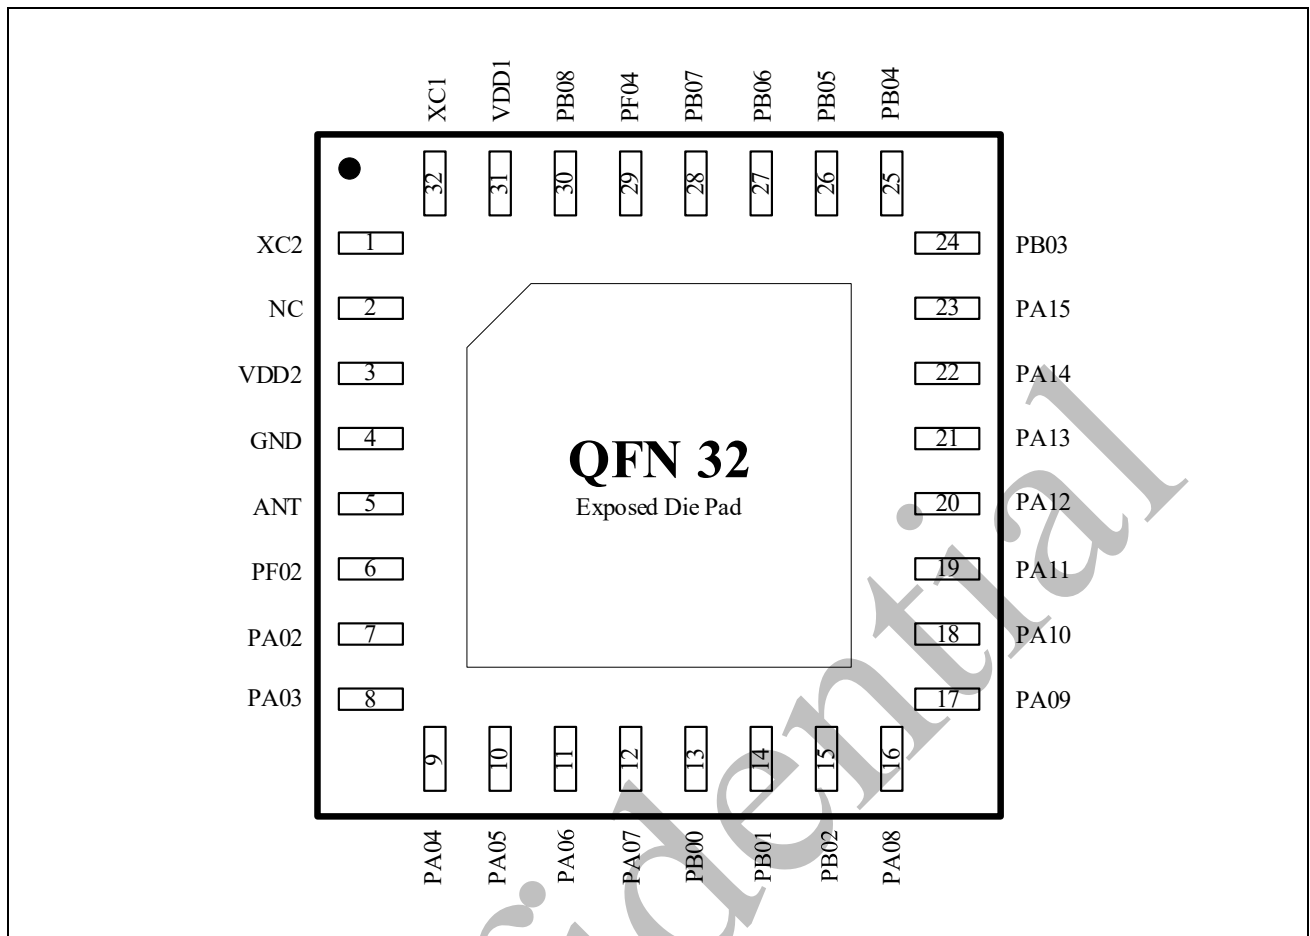 XC1 VDD1 PB08 PF04 PB07 PB06 PB05 PB04
32 31 30 29 28 27 26 25
XC2 1 24 PB03
NC 2 23 PA15
VDD2 3 22 PA14
GND 4 21 PA13
QFN 32
Exposed Die Pad
ANT 5 20 PA12
PF02 6 19 PA11
PA02 7 18 PA10
PA03 8 17 PA09
9 10 11 12 13 14 15 16
PA04 PA05 PA06 PA07 PB00 PB01 PB02 PA08
fidential